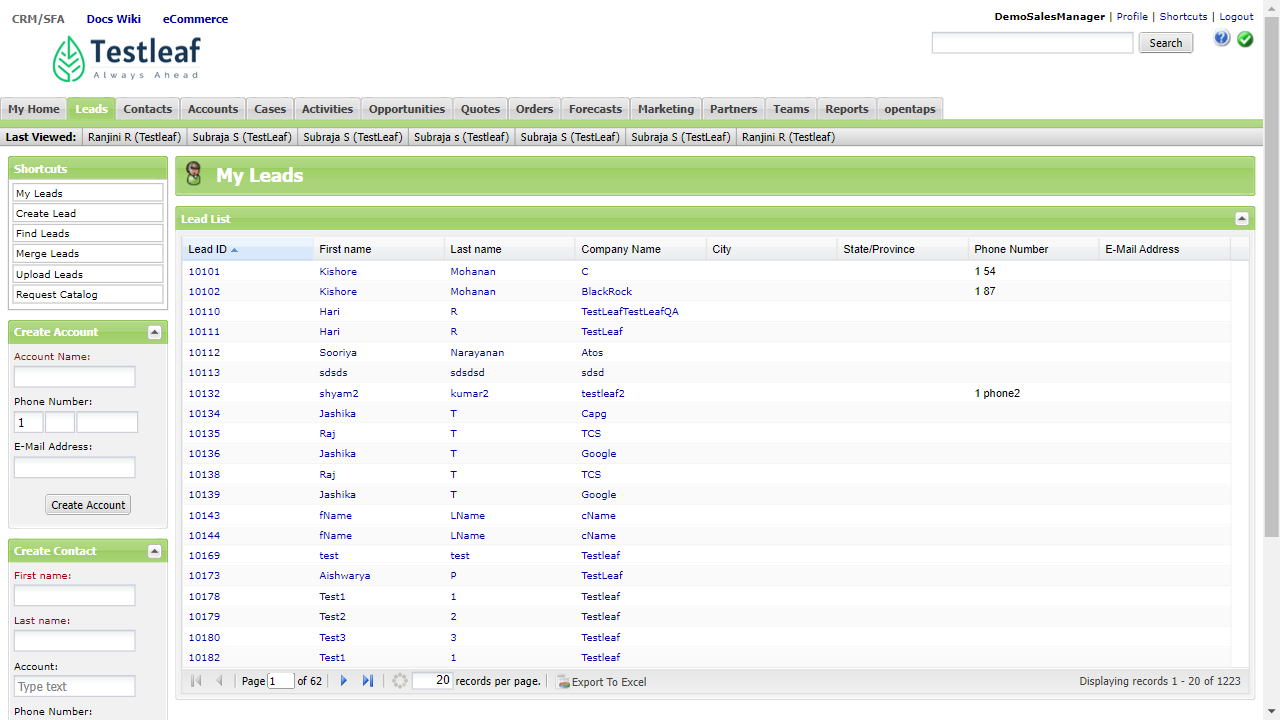 CRM/SFA Docs Wiki eCommerce
DemoSalesManager | Profile | Shortcuts | Logout
Testleaf
Always Ahead
Search
My Home Leads Contacts Accounts Cases Activities Opportunities Quotes Orders Forecasts Marketing Partners Teams Reports opentaps
Last Viewed: Ranjini R (Testleaf) Subraja S (TestLeaf) Subraja S (TestLeaf) Subraja s (Testleaf) Subraja S (TestLeaf) Subraja S (TestLeaf) Ranjini R (Testleaf)
Shortcuts
My Leads
Create Lead
Find Leads
Merge Leads
Upload Leads
Request Catalog
Create Account
Account Name:
Phone Number:
1
E-Mail Address:
Create Account
Create Contact
First name:
Last name:
Account:
Type text
Phone Number:
My Leads
Lead List
Lead ID First name Last name Company Name City State/Province Phone Number E-Mail Address
10101 Kishore Mohanan C 1 54
10102 Kishore Mohanan BlackRock 1 87
10110 Hari R TestLeafTestLeafQA
10111 Hari R TestLeaf
10112 Sooriya Narayanan Atos
10113 sdsds sdsdsd sdsd
10132 shyam2 kumar2 testleaf2 1 phone2
10134 Jashika T Capg
10135 Raj T TCS
10136 Jashika T Google
10138 Raj T TCS
10139 Jashika T Google
10143 fName LName cName
10144 fName LName cName
10169 test test Testleaf
10173 Aishwarya P TestLeaf
10178 Test1 1 Testleaf
10179 Test2 2 Testleaf
10180 Test3 3 Testleaf
10182 Test1 1 Testleaf
Page 1 of 62 20 records per page. Export To Excel Displaying records 1 - 20 of 1223